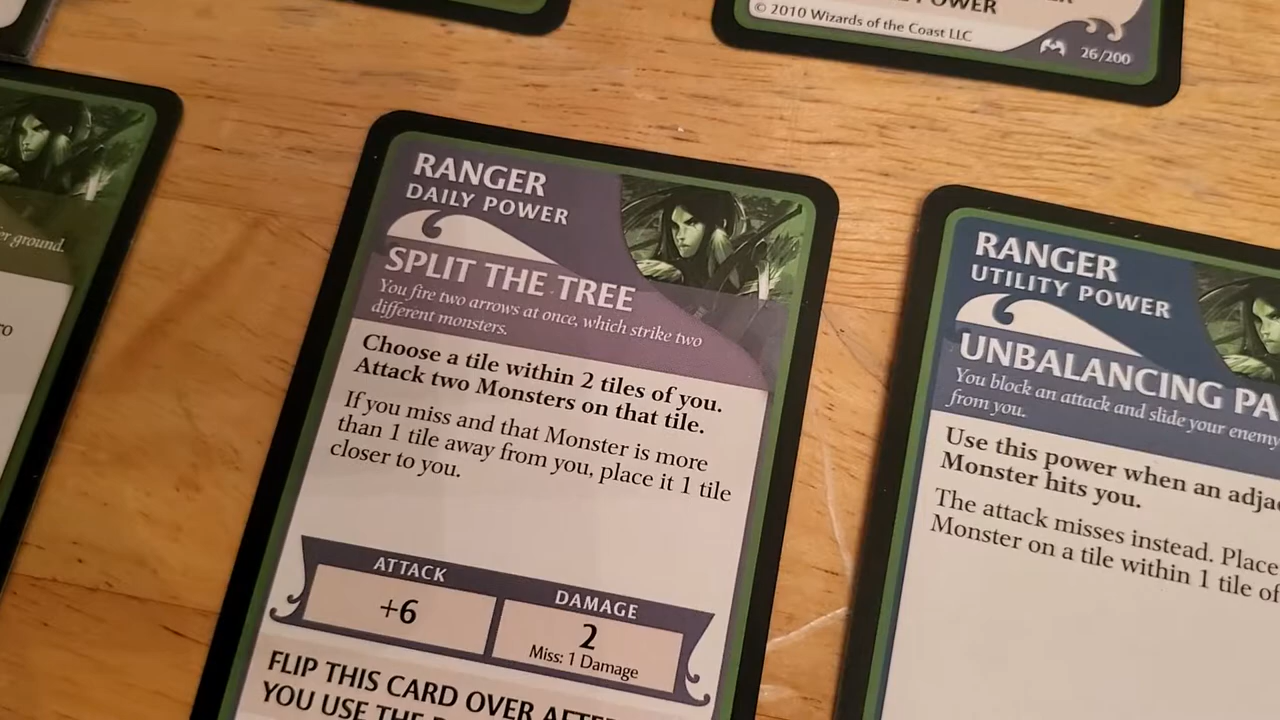 POWER
© 2010 Wizards of the Coast LLC
26/200
ground.
RANGER
DAILY POWER
SPLIT THE TREE
You fire two arrows at once, which strike two
different monsters.
Choose a tile within 2 tiles of you.
Attack two Monsters on that tile.
If you miss and that Monster is more
than 1 tile away from you, place it 1 tile
closer to you.
ATTACK
+6
DAMAGE
2
Miss: 1 Damage
FLIP THIS CARD OVER AFTER
YOU USE THE
RANGER
UTILITY POWER
UNBALANCING
You block an attack and slide your enemy
from you.
Use this power when an
Monster hits you.
The attack misses instead. Place
Monster on a tile within 1 tile of